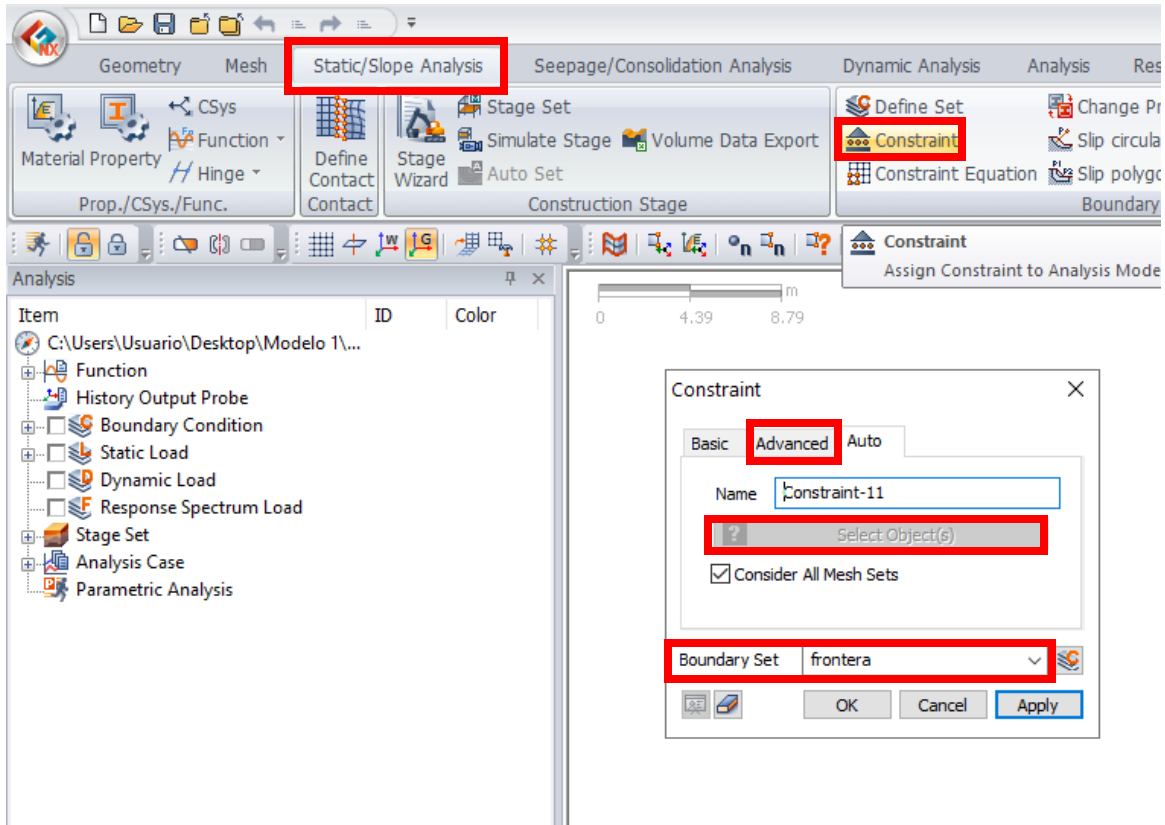 NX
Geometry Mesh Static/Slope Analysis Seepage/Consolidation Analysis Dynamic Analysis Analysis Res
CSys
Function
Hinge
Material Property
Prop./CSys./Func.
Define
Contact
Contact
Stage
Wizard
Stage Set
Simulate Stage Volume Data Export
Auto Set
Construction Stage
Define Set Change Pr
Constraint Slip circula
Constraint Equation Slip polygo
Boundary
Constraint
Assign Constraint to Analysis Mode
Analysis
Item ID Color
C:\Users\Usuario\Desktop\Modelo 1\...
Function
History Output Probe
Boundary Condition
Static Load
Dynamic Load
Response Spectrum Load
Stage Set
Analysis Case
Parametric Analysis
m
0 4.39 8.79
Constraint
Basic Advanced Auto
Name Constraint-11
? Select Object(s)
Consider All Mesh Sets
Boundary Set frontera
OK Cancel Apply